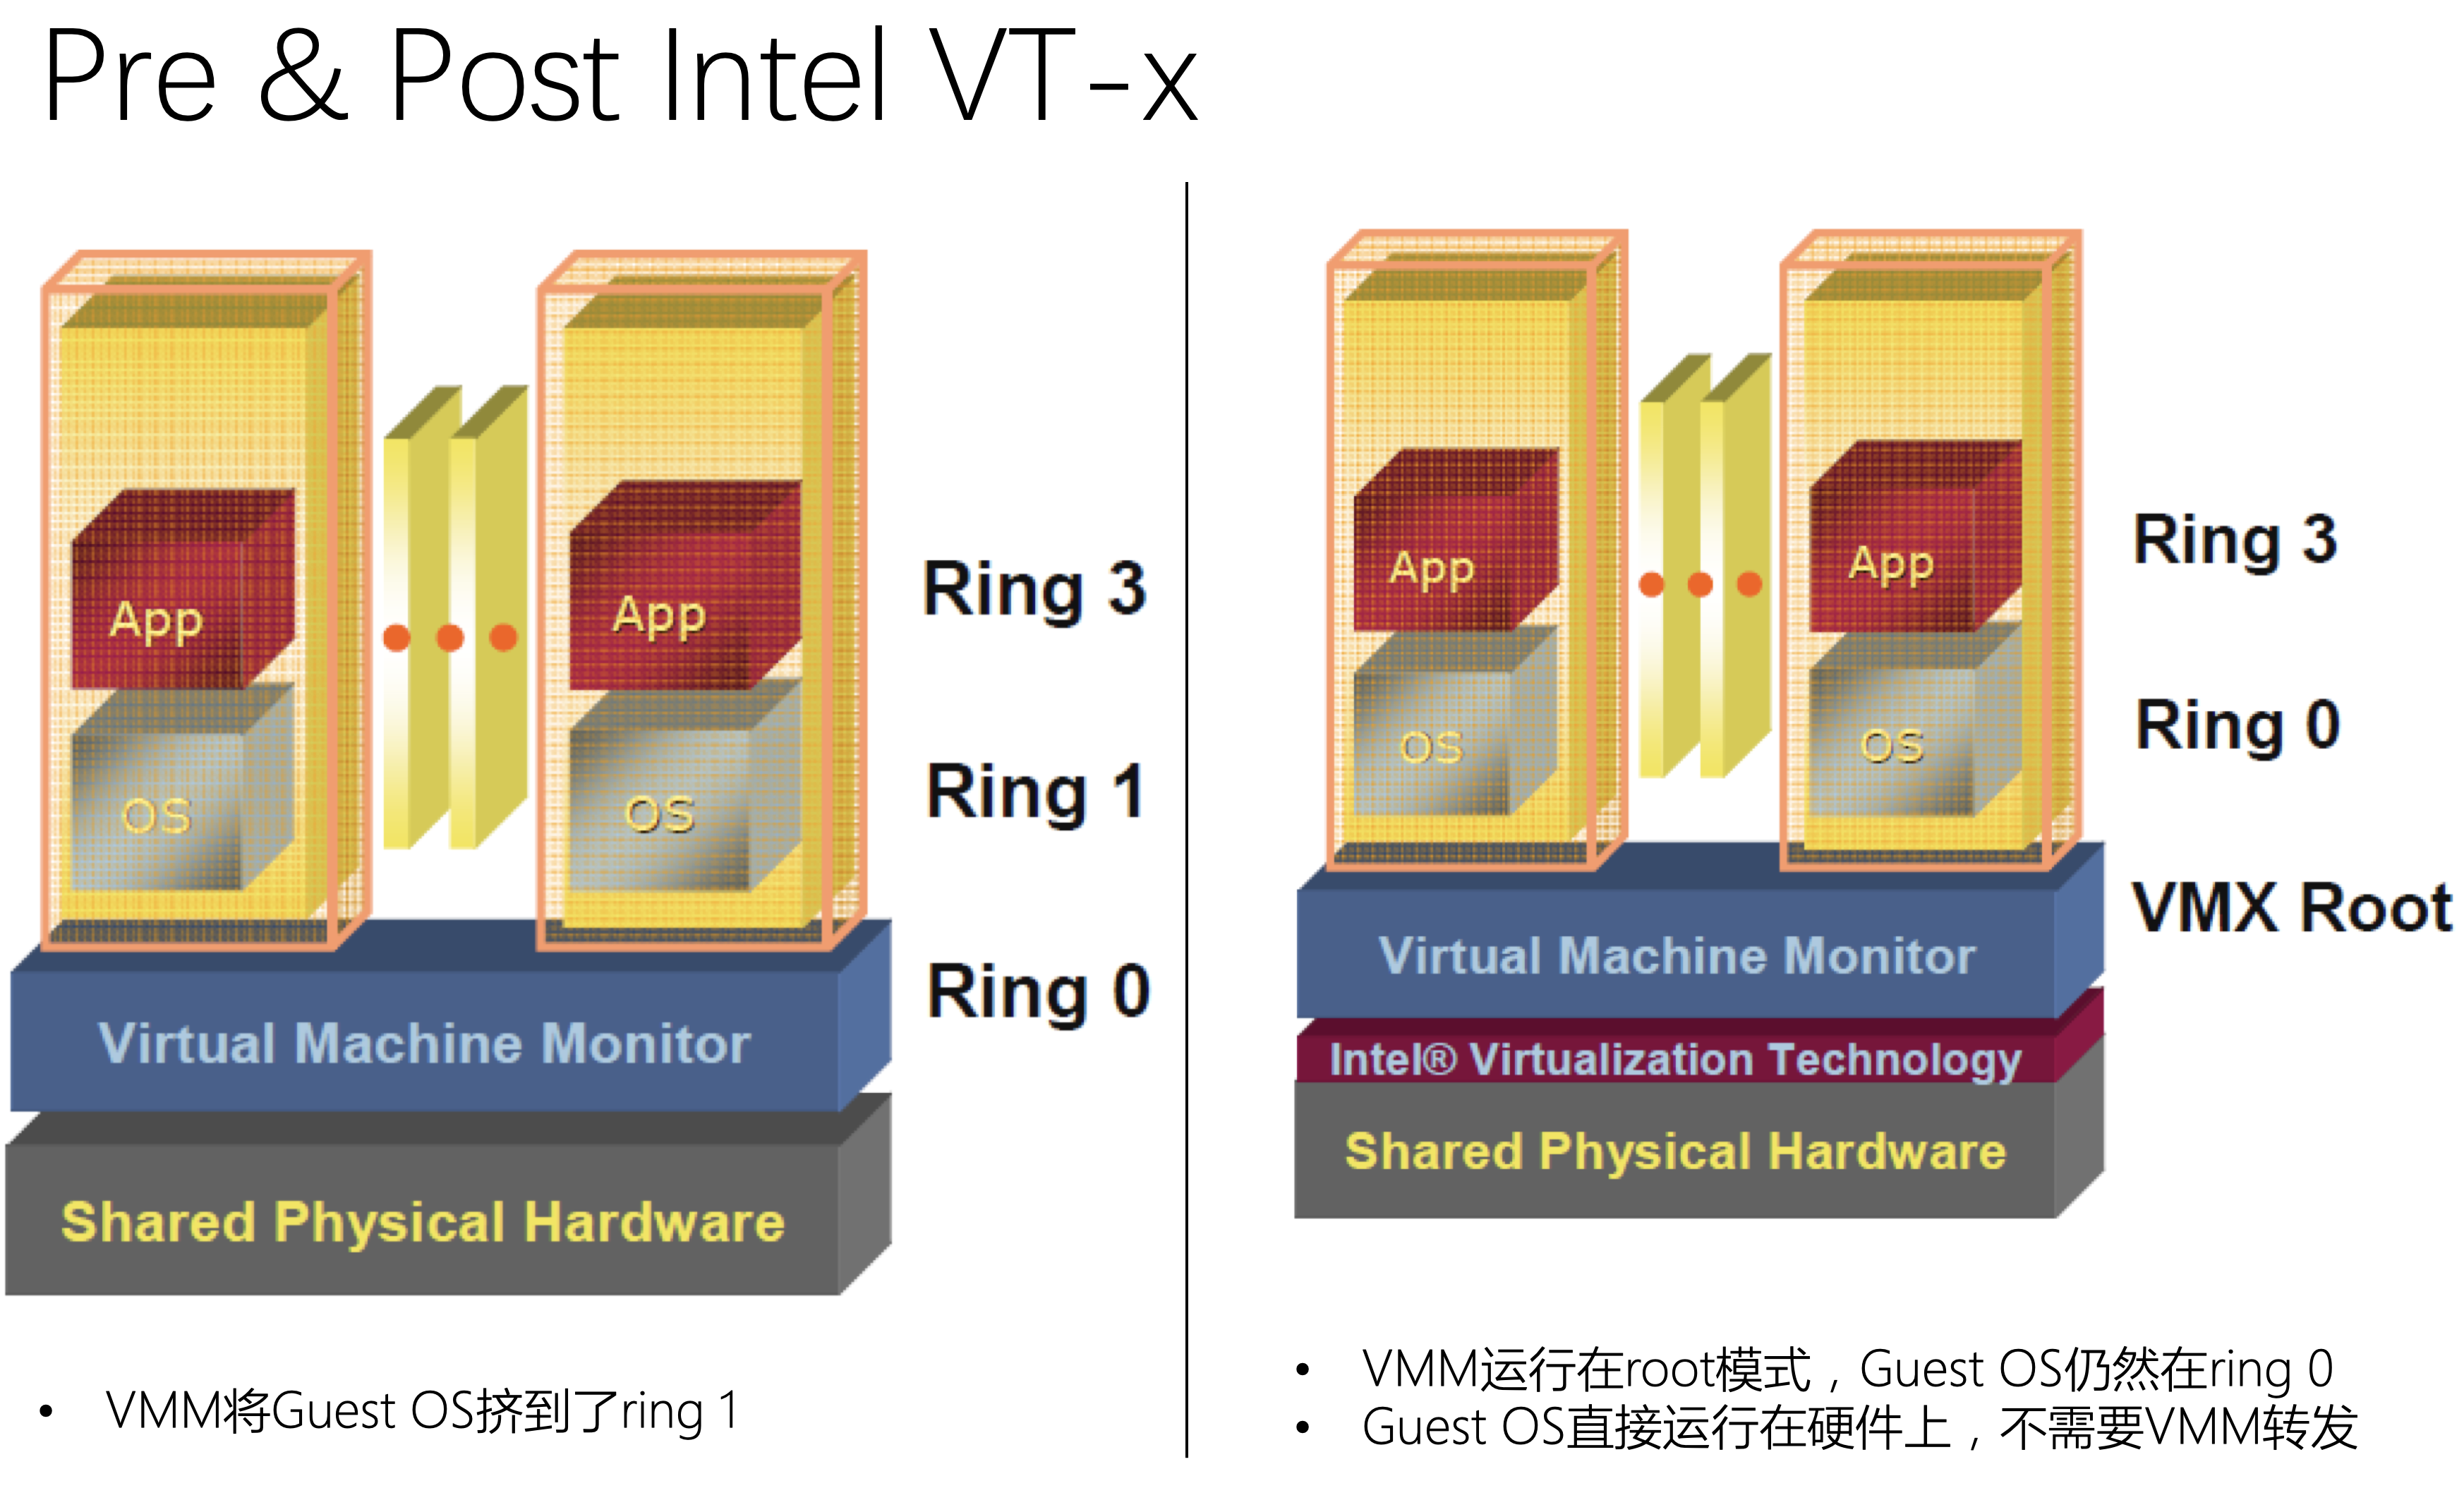 Pre & Post Intel VT-x
App
App
Ring 3
OS
OS
Ring 1
Ring 0
Virtual Machine Monitor
Shared Physical Hardware
• VMM将Guest OS挤到了ring 1
App
App
Ring 3
OS
OS
Ring 0
VMX Root
Virtual Machine Monitor
Intel® Virtualization Technology
Shared Physical Hardware
• VMM运行在root模式，Guest OS仍然在ring 0
• Guest OS直接运行在硬件上，不需要VMM转发